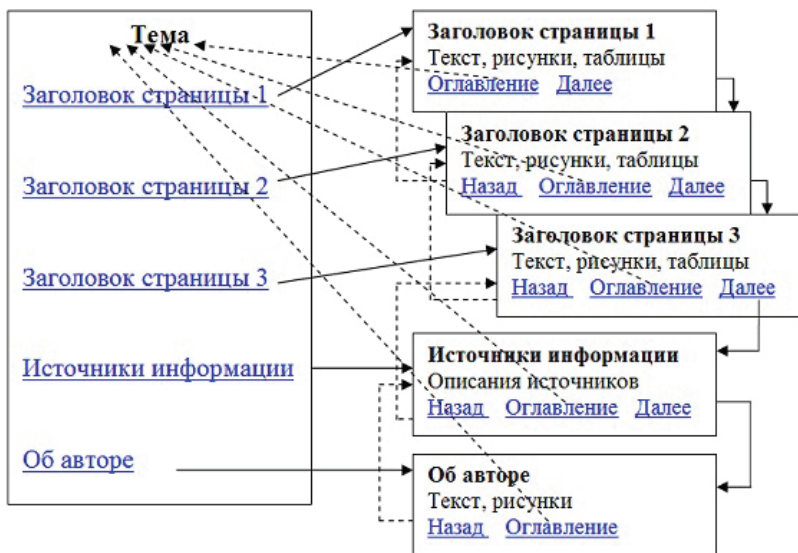 Тема
Заголовок страницы 1
Заголовок страницы 2
Заголовок страницы 3
Источники информации
Об авторе
Заголовок страницы 1
Текст, рисунки, таблицы
Оглавление Далее
Заголовок страницы 2
Текст, рисунки, таблицы
Назад Оглавление Далее
Заголовок страницы 3
Текст, рисунки, таблицы
Назад Оглавление Далее
Источники информации
Описания источников
Назад Оглавление Далее
Об авторе
Текст, рисунки
Назад Оглавление